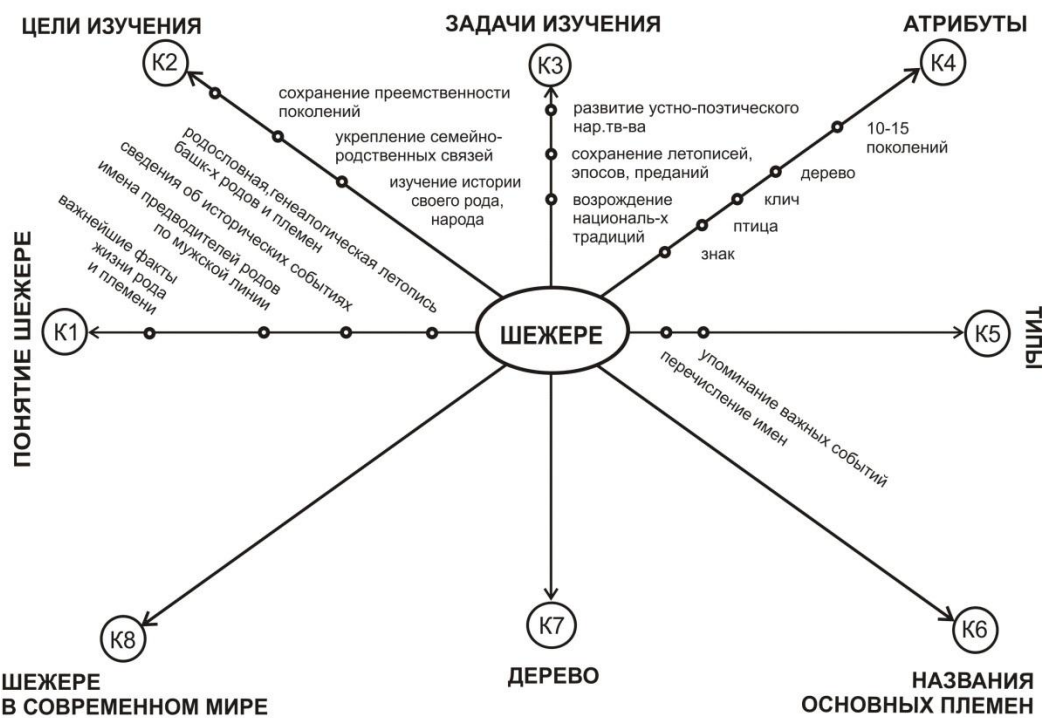 ЦЕЛИ ИЗУЧЕНИЯ
К2
сохранение преемственности
поколений
укрепление семейно-
родственных связей
изучение истории
своего рода,
народа
ЗАДАЧИ ИЗУЧЕНИЯ
К3
развитие устно-поэтического
нар.тв-ва
сохранение летописей,
эпосов, преданий
возрождение
националь-х
традиций
АТРИБУТЫ
К4
10-15
поколений
дерево
клич
птица
знак
ПОНЯТИЕ ШЕЖЕРЕ
К1
важнейшие факты
жизни рода
и племени
имена предводителей родов
по мужской линии
сведения об исторических событиях
родословная,генеалогическая летопись
башк-х родов и племен
ШЕЖЕРЕ
ТИПЫ
К5
упоминание важных событий
перечисление имен
К8
ШЕЖЕРЕ
В СОВРЕМЕННОМ МИРЕ
К7
ДЕРЕВО
К6
НАЗВАНИЯ
ОСНОВНЫХ ПЛЕМЕН